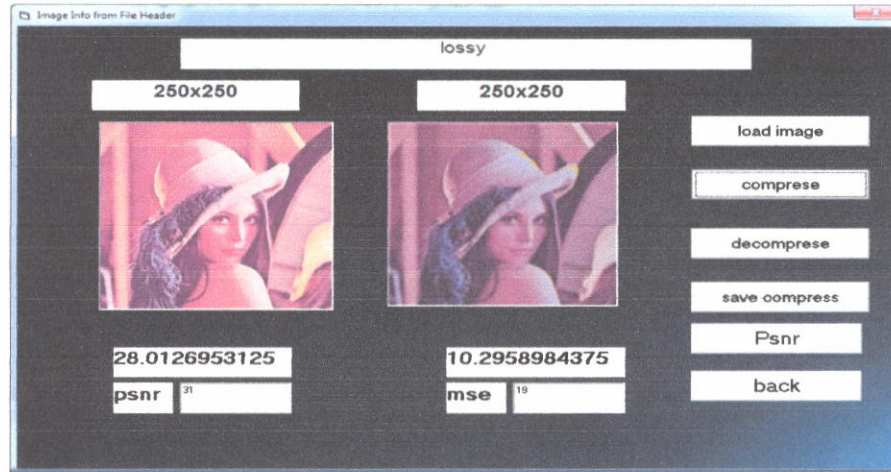 Image Info from File Header
lossy
250x250
250x250
load image
comprese
decomprese
save compress
Psnr
back
28.0126953125
10.2958984375
psnr 31
mse 19